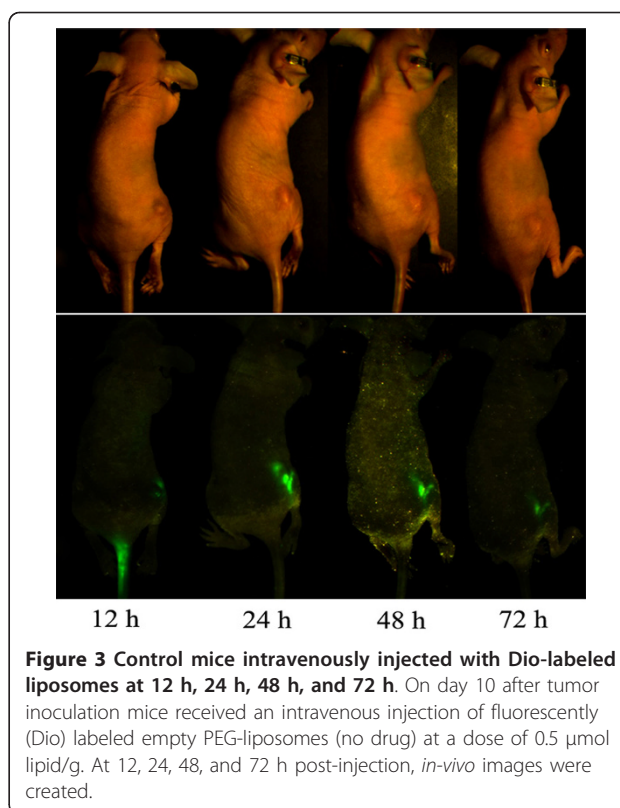 12 h 24 h 48 h 72 h
Figure 3 Control mice intravenously injected with Dio-labeled
liposomes at 12 h, 24 h, 48 h, and 72 h. On day 10 after tumor
inoculation mice received an intravenous injection of fluorescently
(Dio) labeled empty PEG-liposomes (no drug) at a dose of 0.5 μmol
lipid/g. At 12, 24, 48, and 72 h post-injection, in-vivo images were
created.